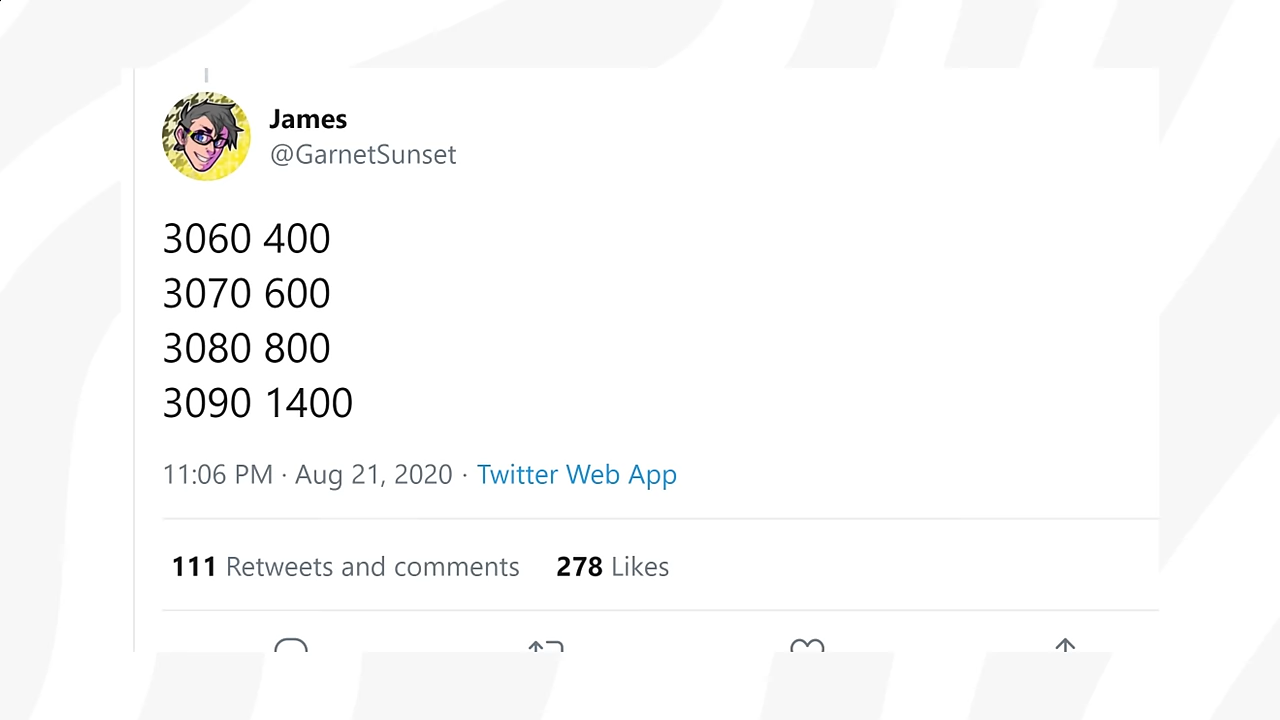 James
@GarnetSunset
3060 400
3070 600
3080 800
3090 1400
11:06 PM · Aug 21, 2020 · Twitter Web App
111 Retweets and comments 278 Likes